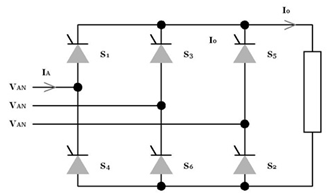 I₀
S₁ I₀ S₃ S₅
I_A
V_AN
V_AN
V_AN
S₄ S₆ S₂